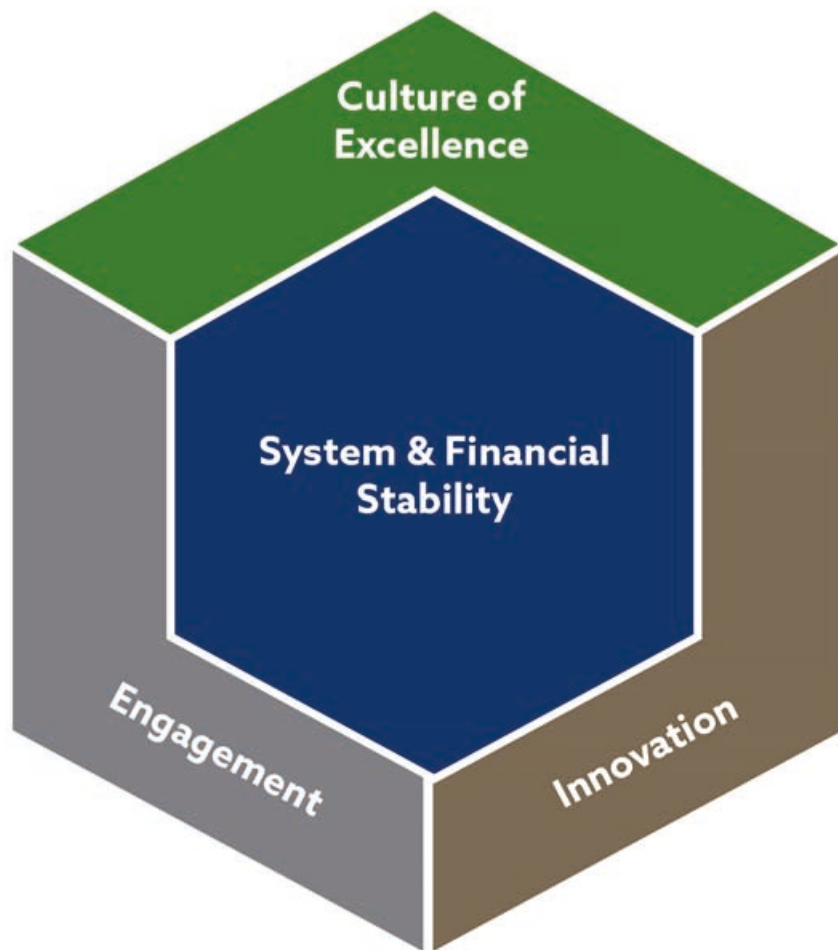 Culture of
Excellence
System & Financial
Stability
Engagement
Innovation